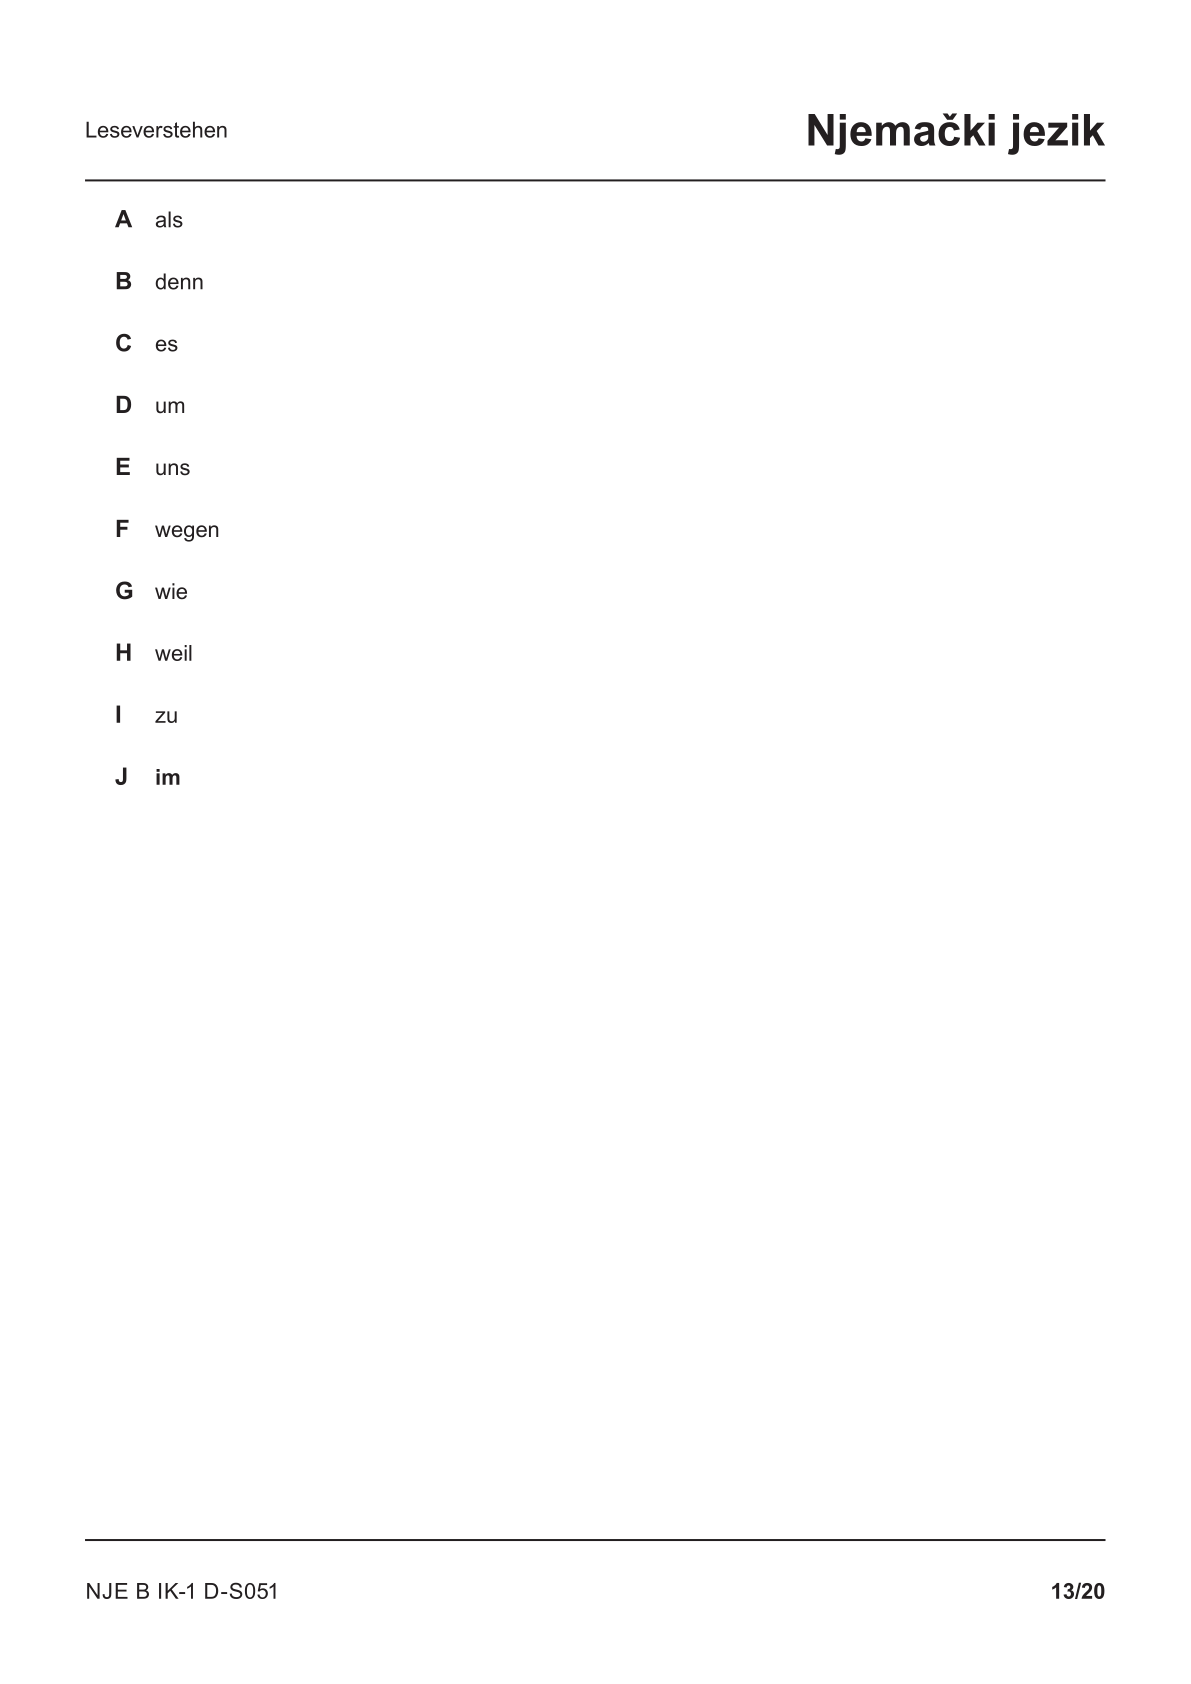 Leseverstehen
Njemački jezik
A als
B denn
C es
D um
E uns
F wegen
G wie
H weil
I zu
J im
NJE B IK-1 D-S051
13/20